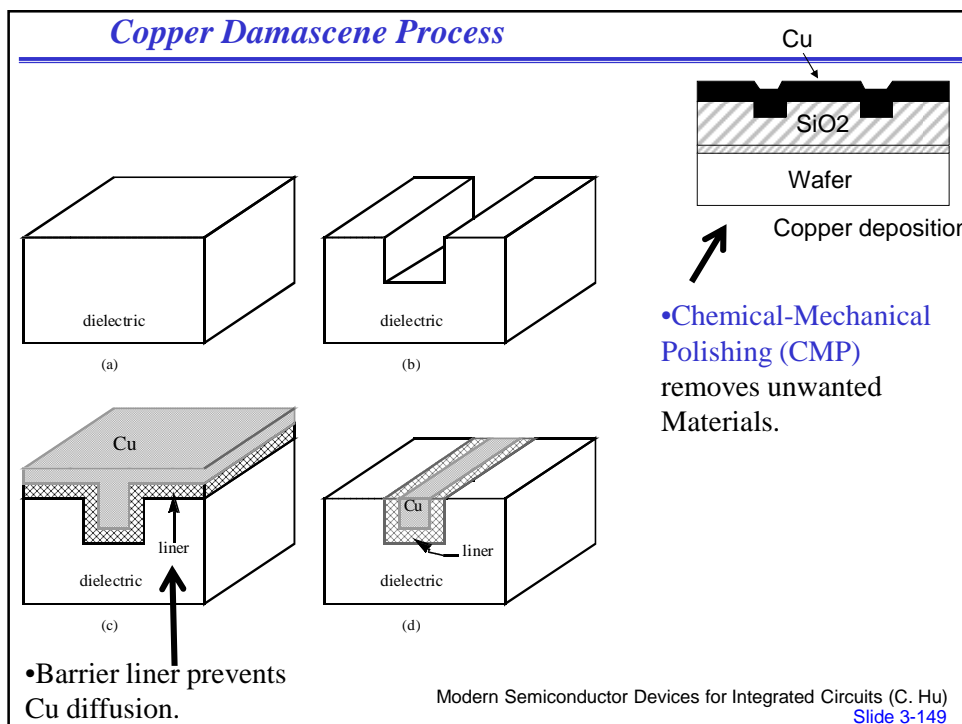 Copper Damascene Process
Cu
SiO2
Wafer
Copper deposition
dielectric
(a)
dielectric
(b)
•Chemical-Mechanical
Polishing (CMP)
removes unwanted
Materials.
Cu
liner
dielectric
(c)
Cu
liner
dielectric
(d)
•Barrier liner prevents
Cu diffusion.
Modern Semiconductor Devices for Integrated Circuits (C. Hu)
Slide 3-149